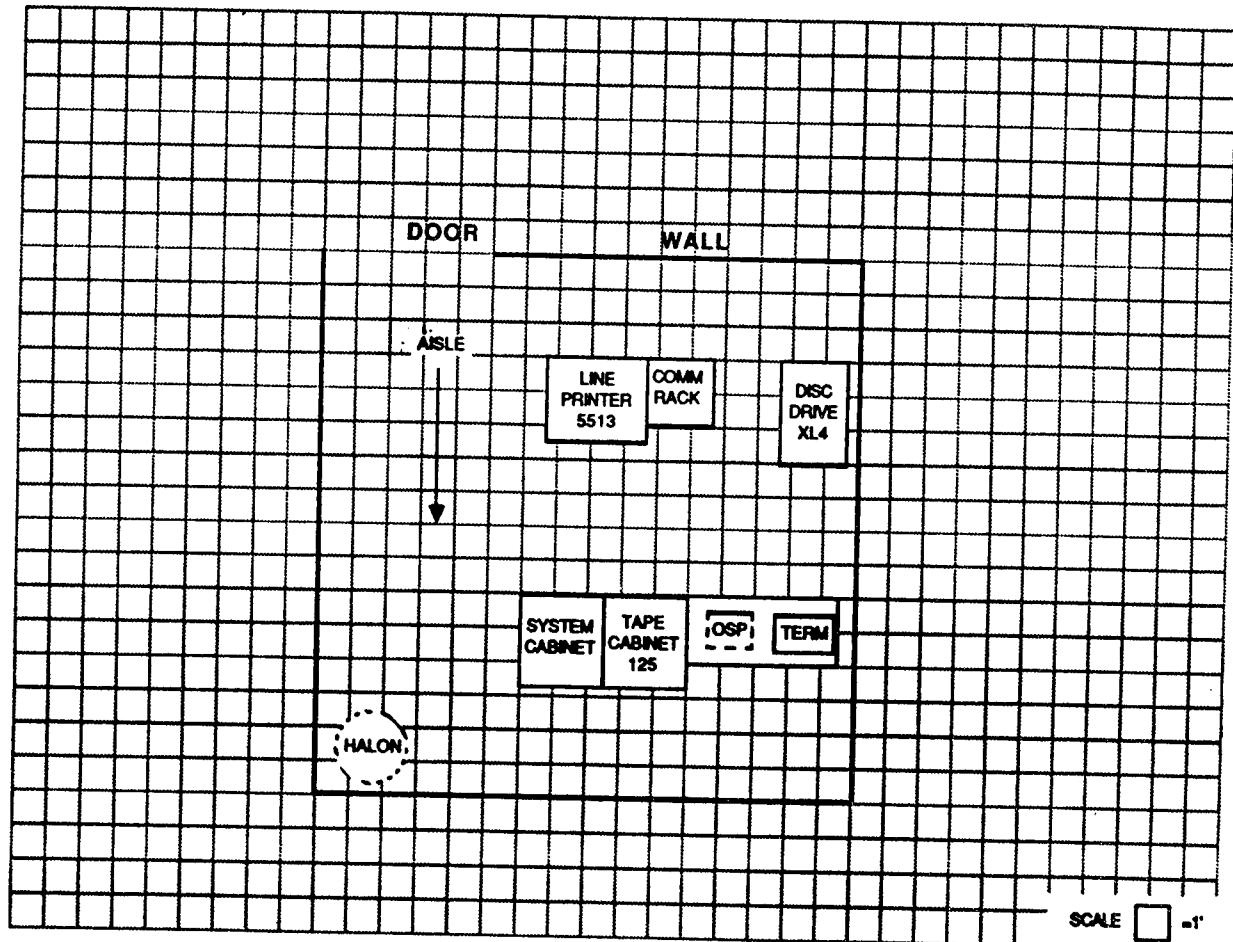 DOOR
WALL
AISLE
LINE
PRINTER
5513
COMM
RACK
DISC
DRIVE
XL4
SYSTEM
CABINET
TAPE
CABINET
125
OSP
TERM
HALON
SCALE =1'